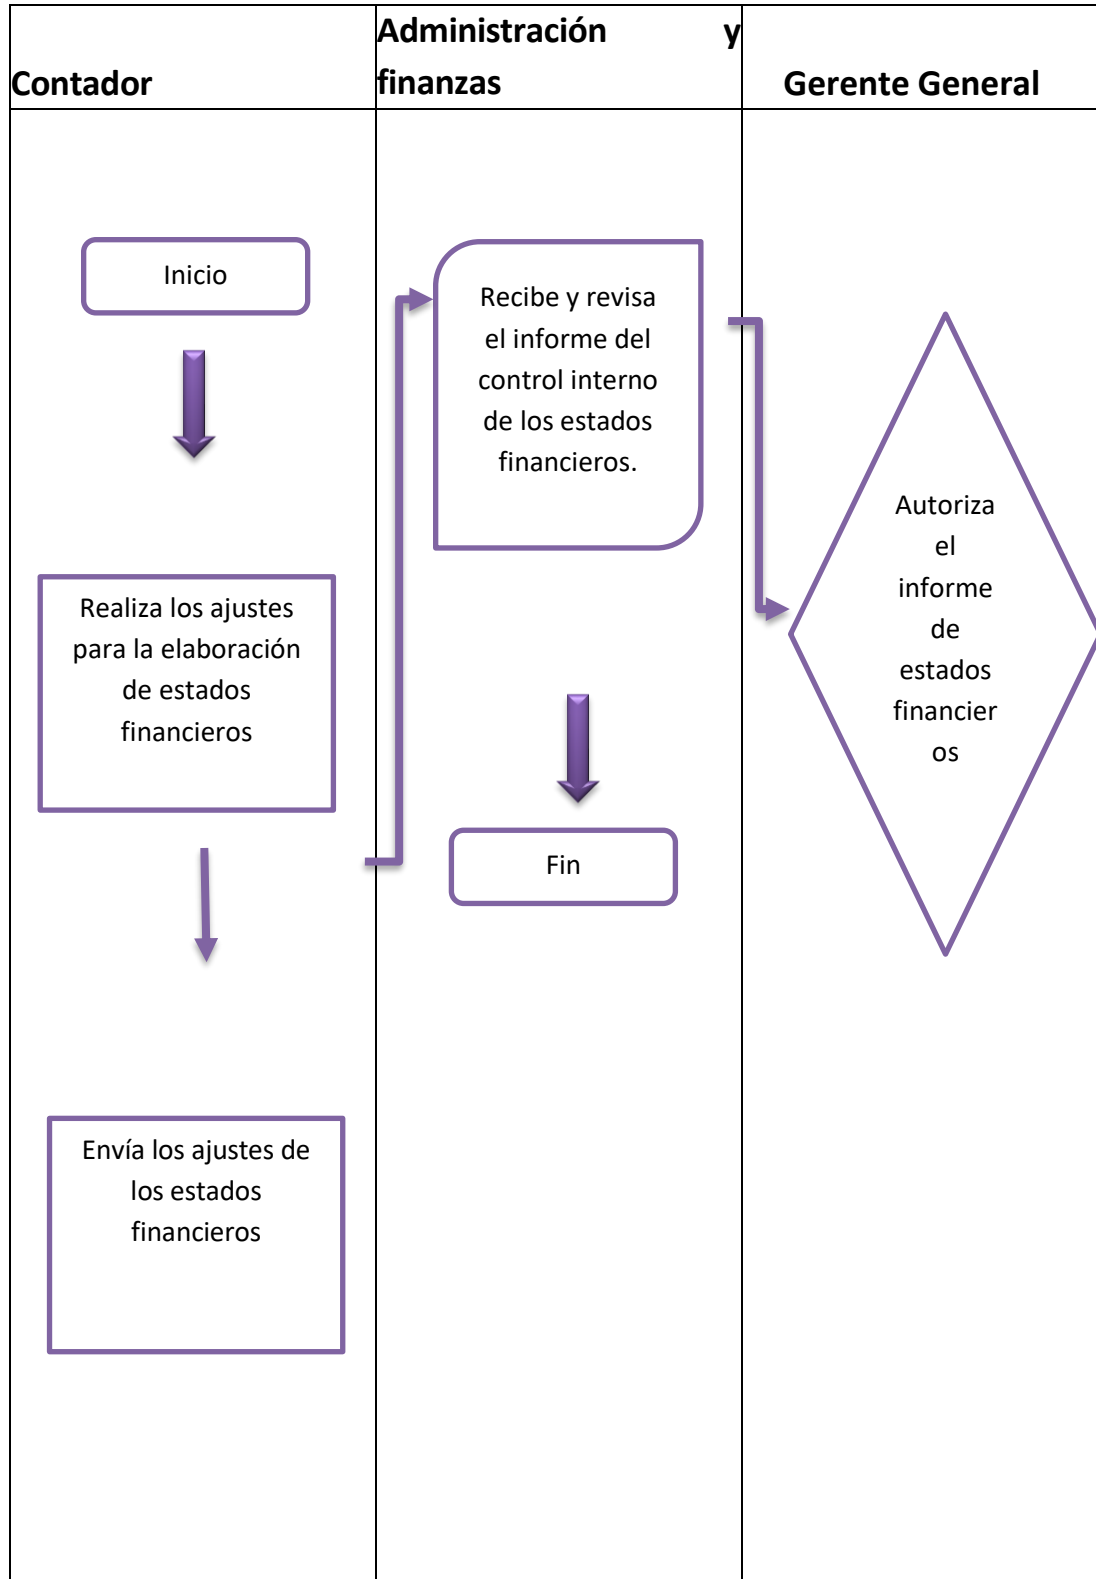 Contador
Administración y
finanzas
Gerente General
Inicio
Realiza los ajustes
para la elaboración
de estados
financieros
Envía los ajustes de
los estados
financieros
Recibe y revisa
el informe del
control interno
de los estados
financieros.
Fin
Autoriza
el
informe
de
estados
financier
os